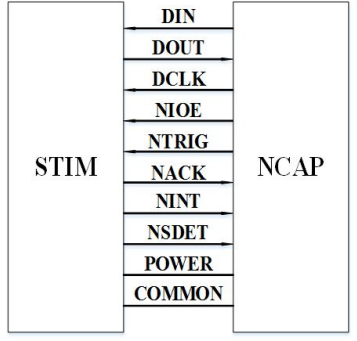 DIN
DOUT
DCLK
NIOE
NTRIG
STIM
NACK
NCAP
NINT
NSDET
POWER
COMMON